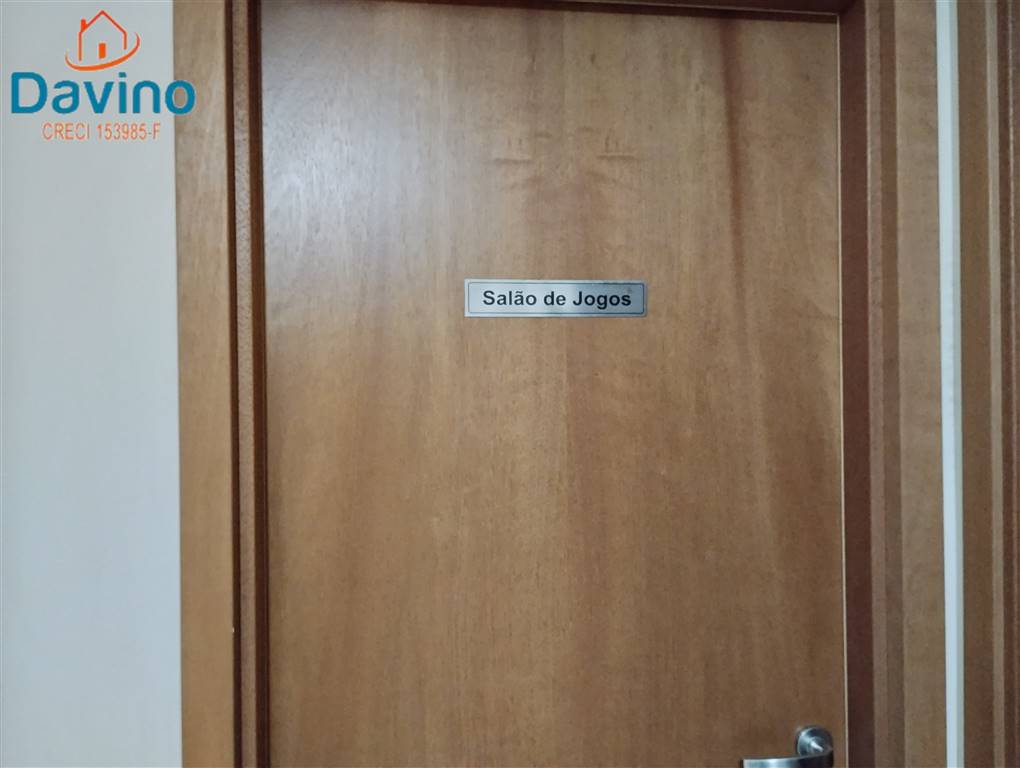 Davino
CRECI 153985-F
Salão de Jogos